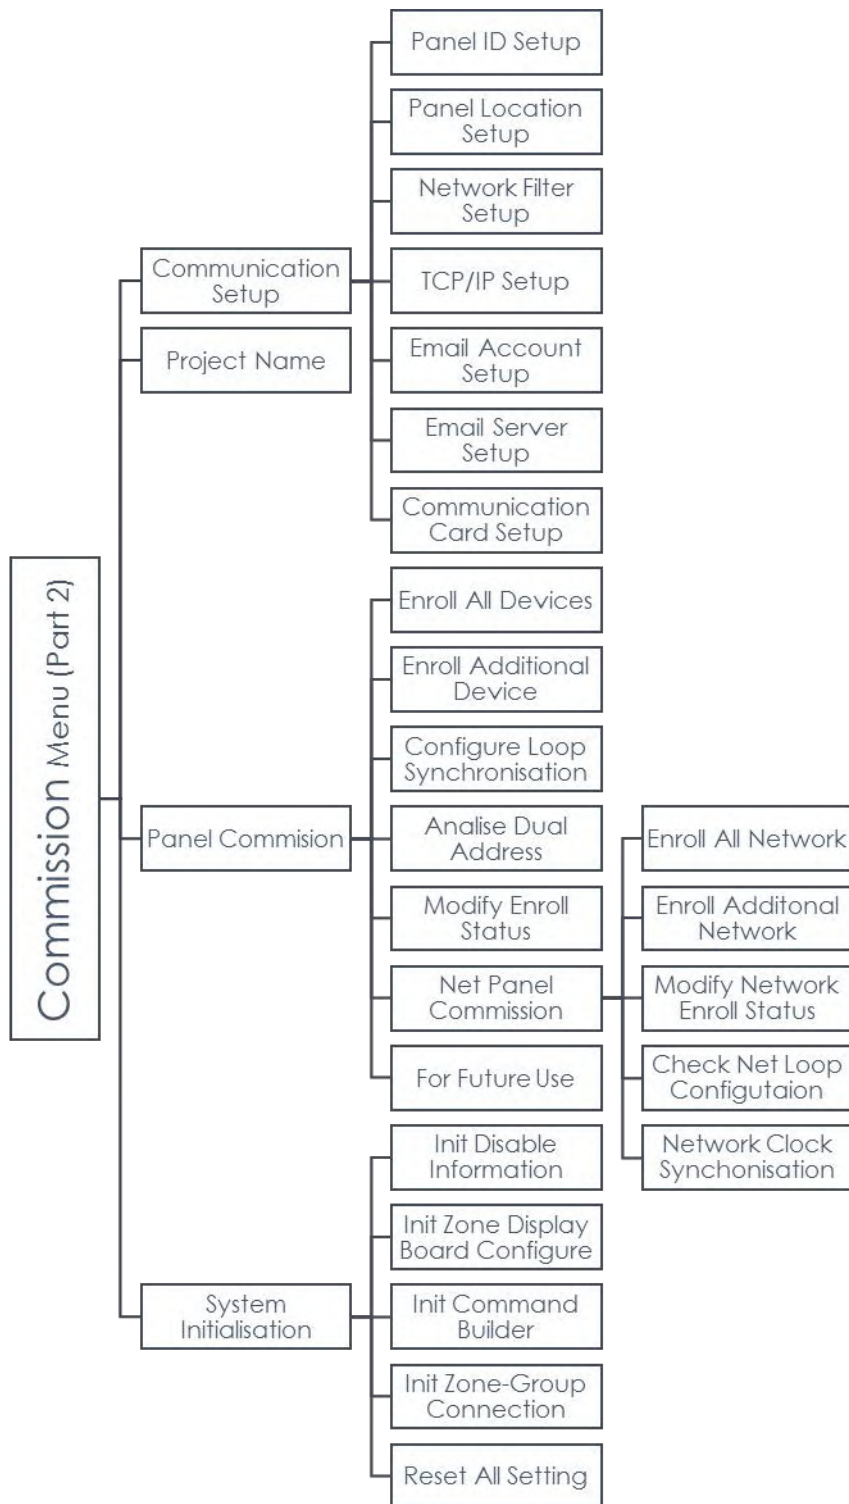 Commission Menu (Part 2)
Communication
Setup
Panel ID Setup
Panel Location
Setup
Network Filter
Setup
TCP/IP Setup
Email Account
Setup
Email Server
Setup
Communication
Card Setup
Project Name
Panel Commision
Enroll All Devices
Enroll Additional
Device
Configure Loop
Synchronisation
Analise Dual
Address
Modify Enroll
Status
Net Panel
Commission
Enroll All Network
Enroll Additonal
Network
Modify Network
Enroll Status
Check Net Loop
Configutaion
Network Clock
Synchonisation
For Future Use
System
Initialisation
Init Disable
Information
Init Zone Display
Board Configure
Init Command
Builder
Init Zone-Group
Connection
Reset All Setting